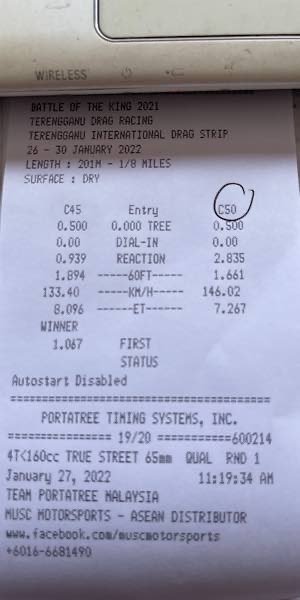 WIRELESS
BATTLE OF THE KING 2021
TERENGGANU DRAG RACING
TERENGGANU INTERNATIONAL DRAG STRIP
26 - 30 JANUARY 2022
LENGTH : 201M - 1/8 MILES
SURFACE : DRY
C45 Entry C50
0.500 0.000 TREE 0.500
0.00 DIAL-IN 0.00
0.939 REACTION 2.835
1.894 -----60FT----- 1.661
133.40 -----KM/H----- 146.02
8.096 ------ET------ 7.267
WINNER
1.067 FIRST
STATUS
Autostart Disabled
========================================
PORTATREE TIMING SYSTEMS, INC.
================ 19/20 ===========600214
4T<160cc TRUE STREET 65mm QUAL RND 1
January 27, 2022 11:19:34 AM
TEAM PORTATREE MALAYSIA
MUSC MOTORSPORTS - ASEAN DISTRIBUTOR
www.facebook.com/muscmotorsports
+6016-6681490